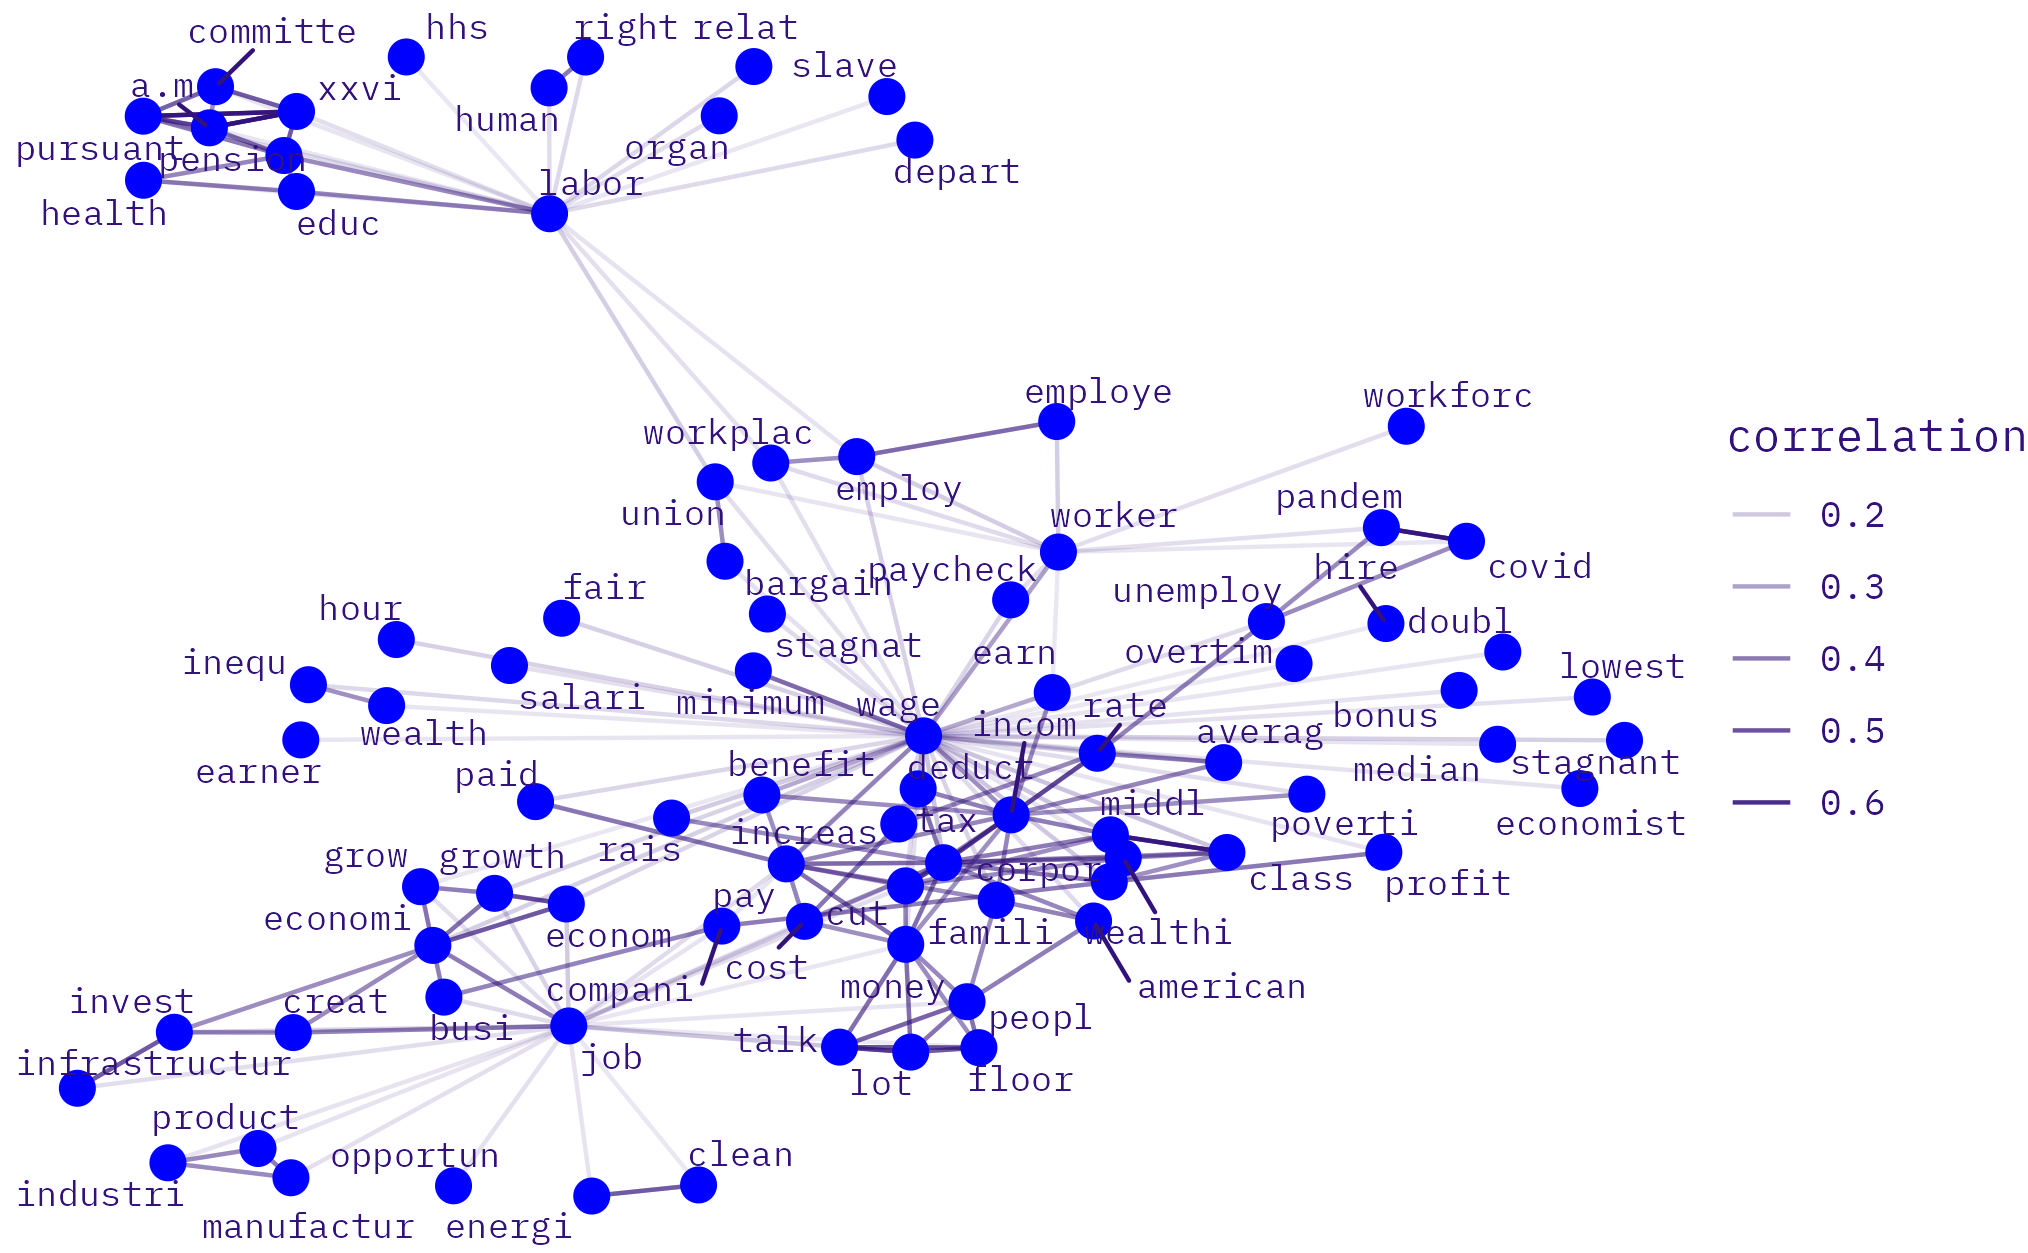 committe
hhs
right
relat
slave
a.m
xxvi
human
organ
depart
pursuant
pension
labor
health
educ
employe
workforc
workplac
employ
union
worker
pandem
covid
hire
paycheck
bargain
fair
unemploy
hour
doubl
stagnat
earn
overtim
inequ
salari
minimum
wage
lowest
rate
incom
bonus
averag
wealth
earner
paid
benefit
deduct
median
stagnant
middl
poverti
economist
increas
tax
rais
grow
growth
corpor
class
profit
pay
cut
economi
econom
famili
wealthi
cost
compani
money
american
invest
creat
busi
peopl
talk
job
infrastructur
lot
floor
product
opportun
clean
industri
manufactur
energi
correlation
0.2
0.3
0.4
0.5
0.6